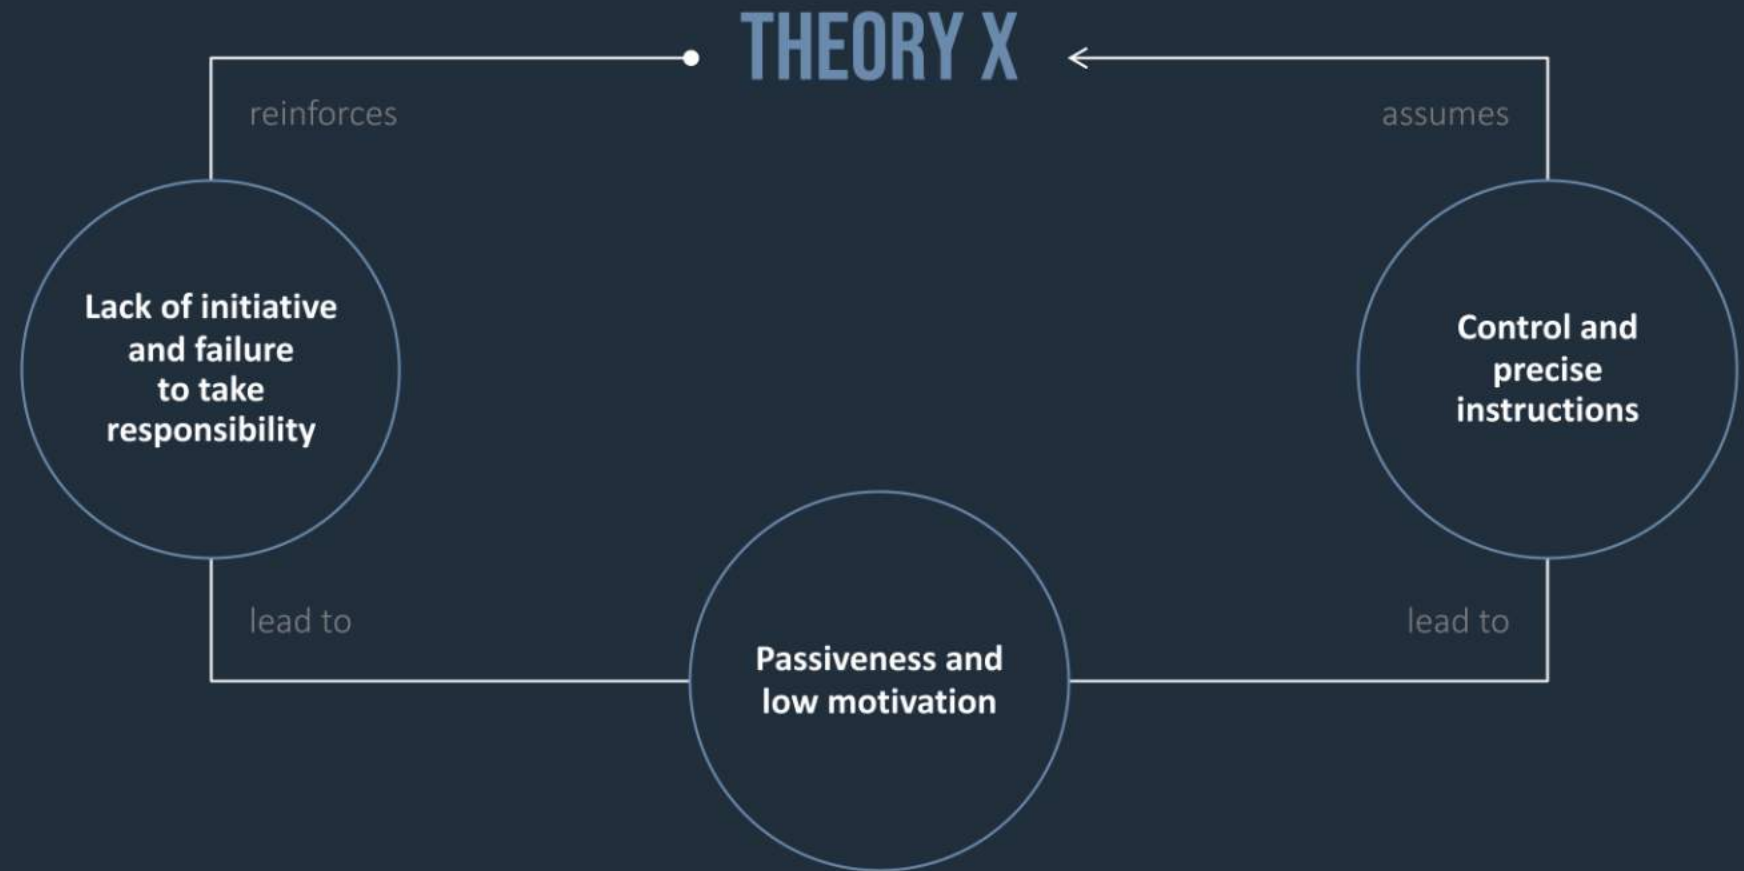 THEORY X
reinforces
assumes
Lack of initiative
and failure
to take
responsibility
Control and
precise
instructions
lead to
lead to
Passiveness and
low motivation